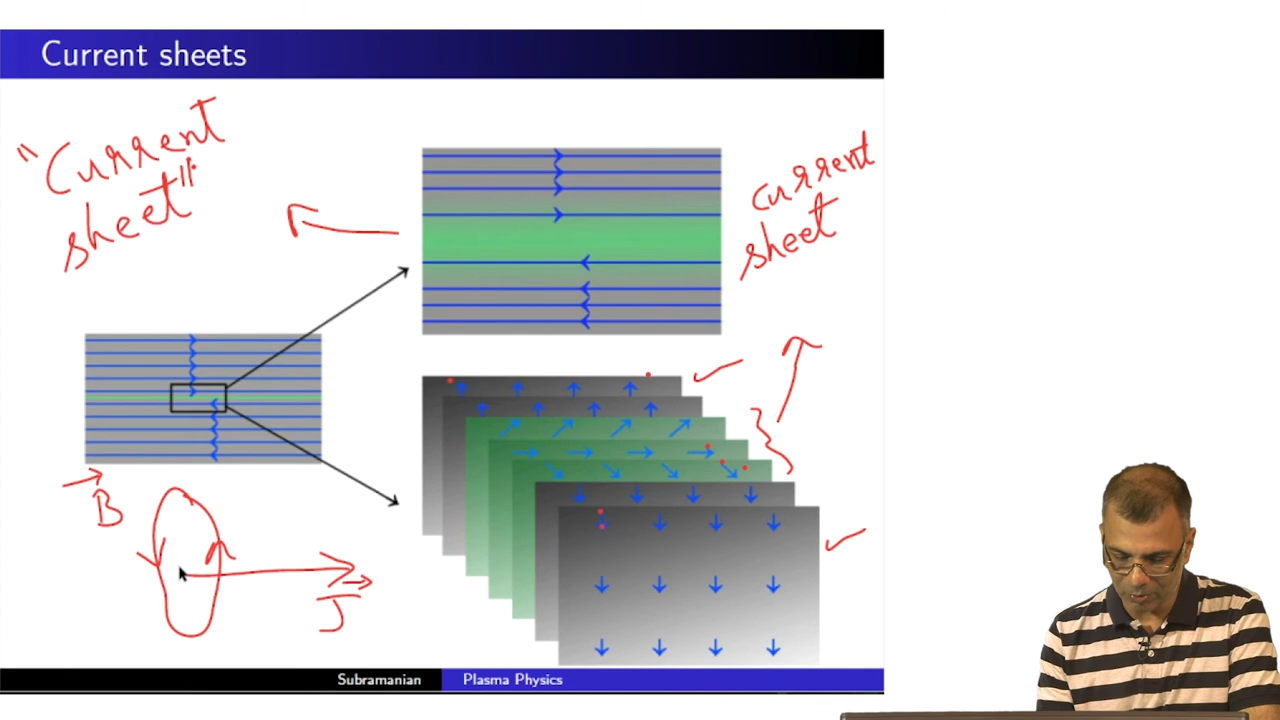 Current sheets
"Current
sheet"
current
sheet
B
J
Subramanian
Plasma Physics